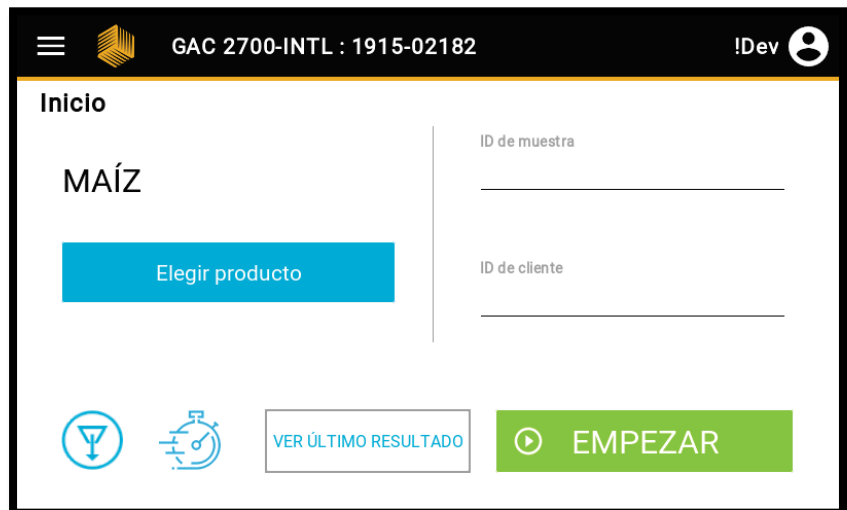 GAC 2700-INTL : 1915-02182
!Dev
Inicio
MAÍZ
Elegir producto
ID de muestra
ID de cliente
VER ÚLTIMO RESULTADO
EMPEZAR